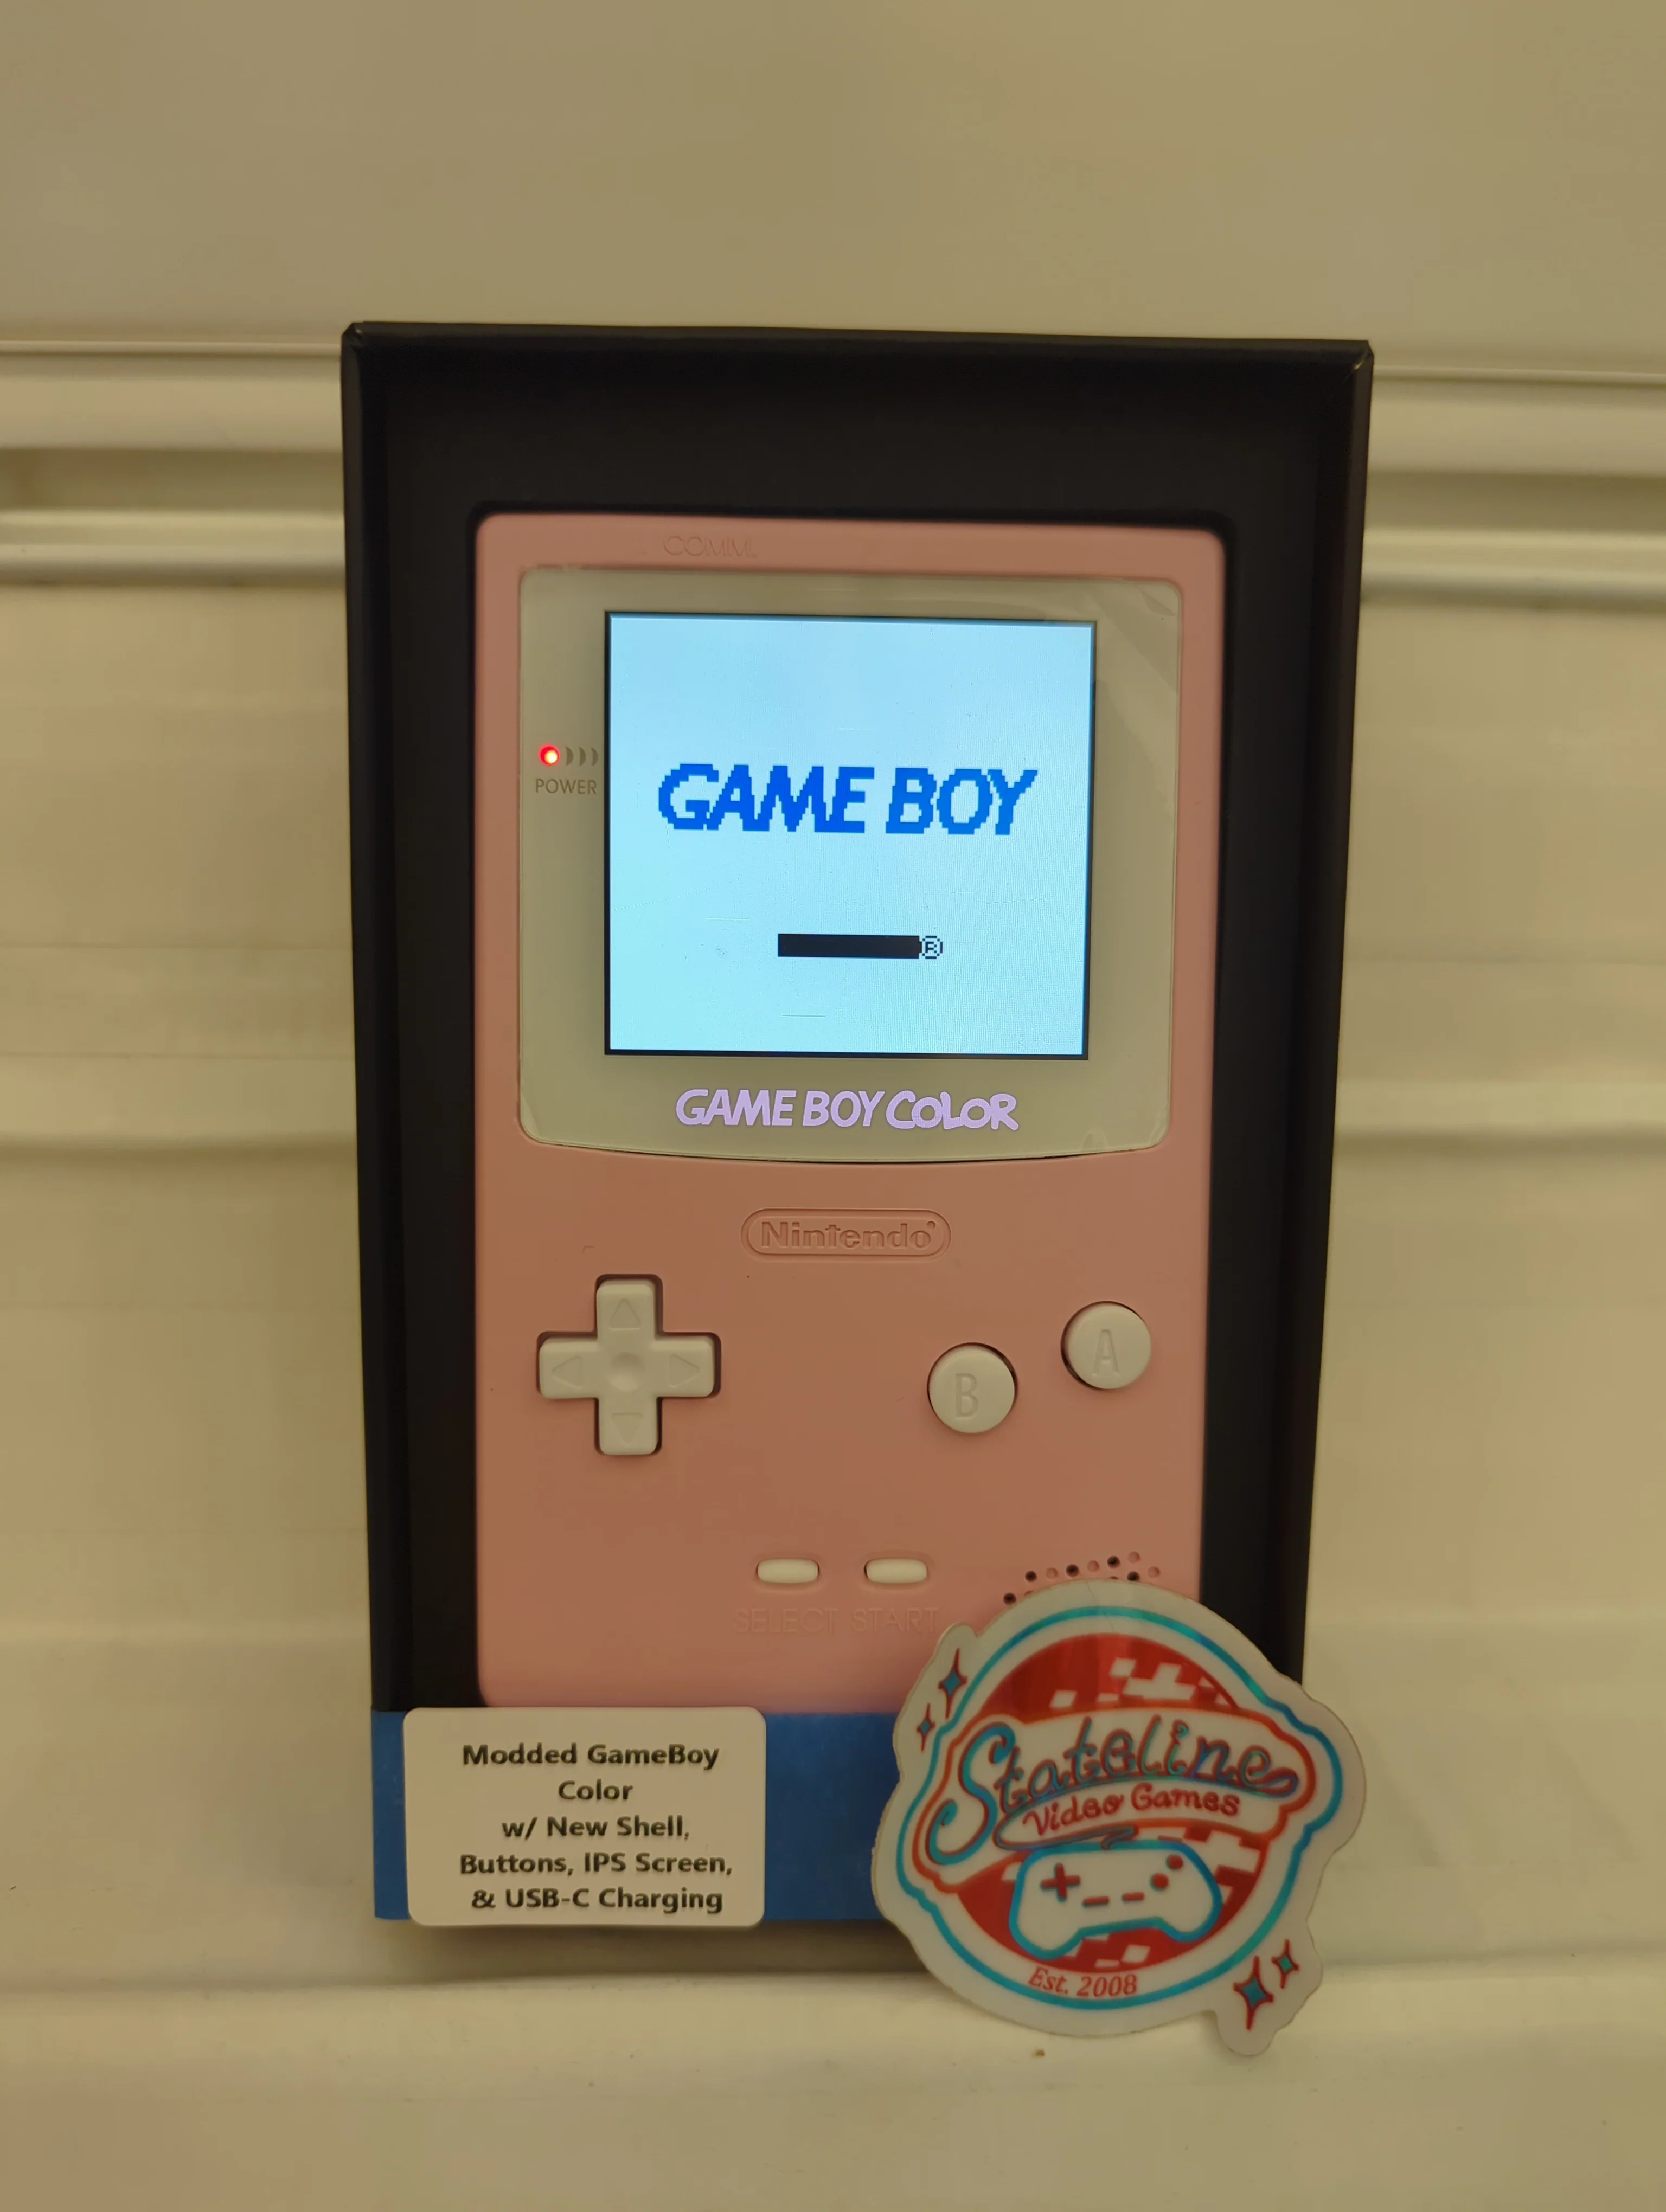 COMM.
GAME BOY
®
POWER
GAME BOY COLOR
Nintendo®
B
A
SELECT START
Modded GameBoy
Color
w/ New Shell,
Buttons, IPS Screen,
& USB-C Charging
Stateline
Video Games
Est. 2008